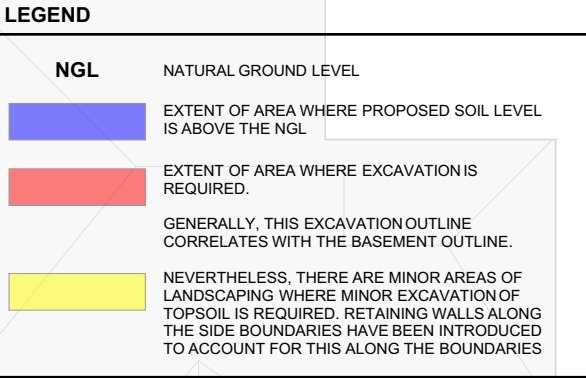 LEGEND
NGL NATURAL GROUND LEVEL
EXTENT OF AREA WHERE PROPOSED SOIL LEVEL
IS ABOVE THE NGL
EXTENT OF AREA WHERE EXCAVATION IS
REQUIRED.
GENERALLY, THIS EXCAVATION OUTLINE
CORRELATES WITH THE BASEMENT OUTLINE.
NEVERTHELESS, THERE ARE MINOR AREAS OF
LANDSCAPING WHERE MINOR EXCAVATION OF
TOPSOIL IS REQUIRED. RETAINING WALLS ALONG
THE SIDE BOUNDARIES HAVE BEEN INTRODUCED
TO ACCOUNT FOR THIS ALONG THE BOUNDARIES